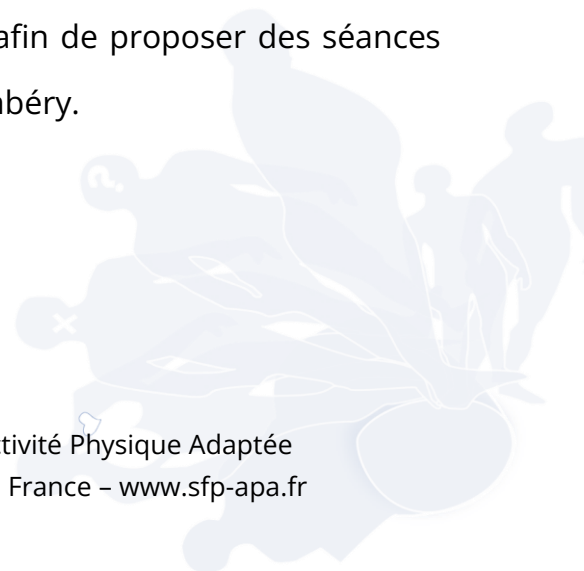 afin de proposer des séances
béry.
tivité Physique Adaptée
France – www.sfp-apa.fr